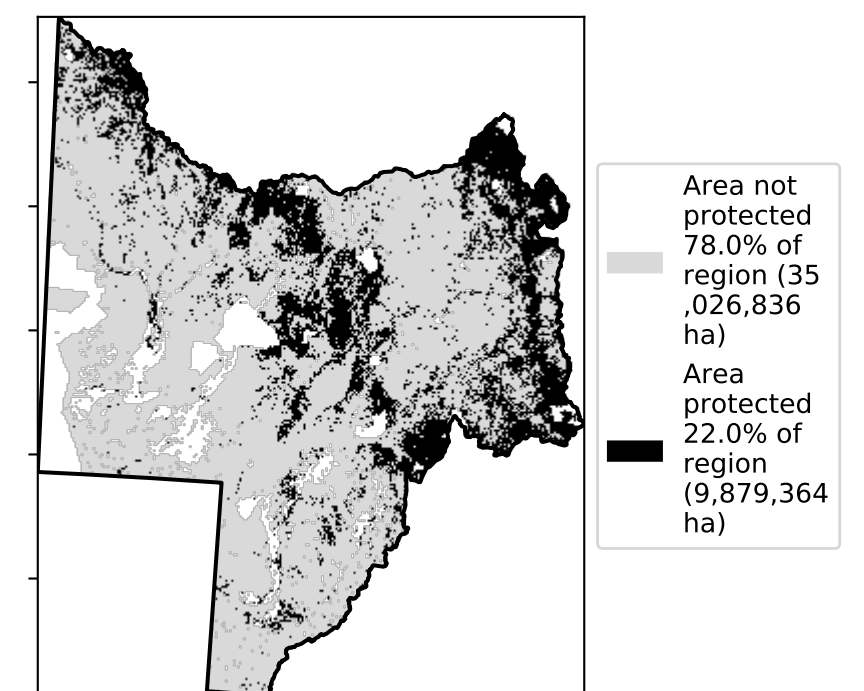 Area not
protected
78.0% of
region (35
,026,836
ha)
Area
protected
22.0% of
region
(9,879,364
ha)